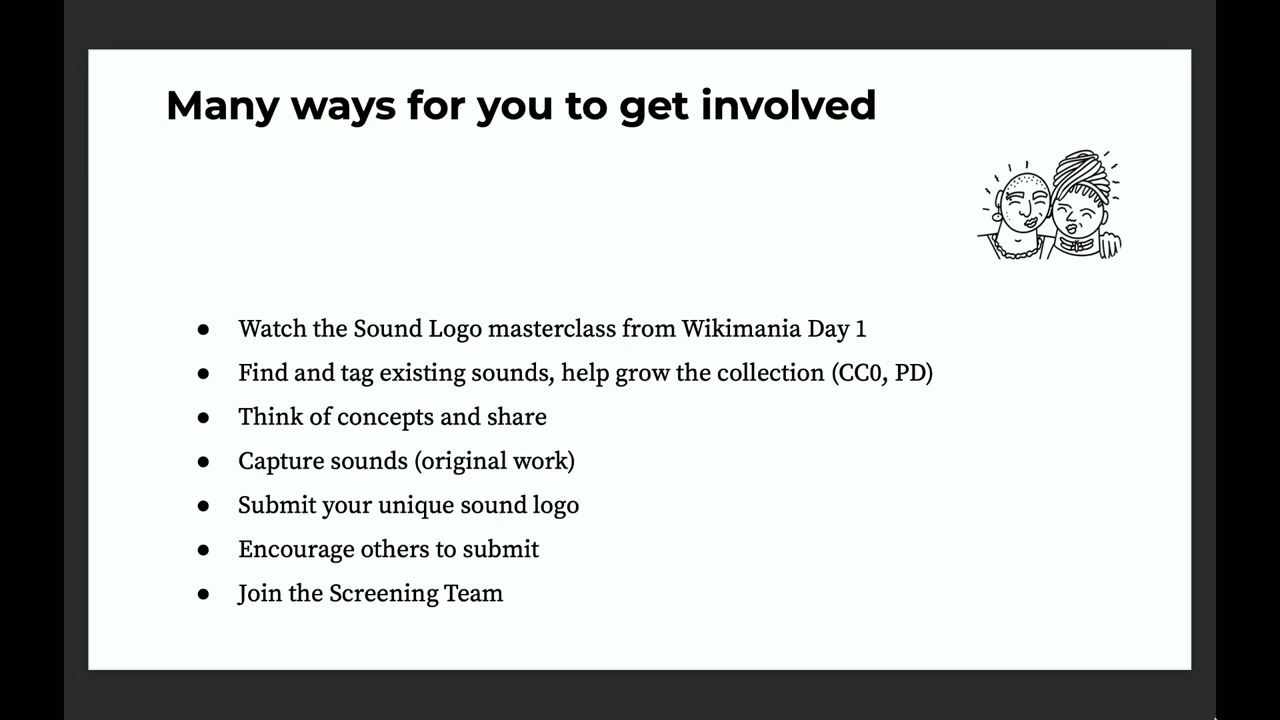 Many ways for you to get involved
● Watch the Sound Logo masterclass from Wikimania Day 1
● Find and tag existing sounds, help grow the collection (CC0, PD)
● Think of concepts and share
● Capture sounds (original work)
● Submit your unique sound logo
● Encourage others to submit
● Join the Screening Team